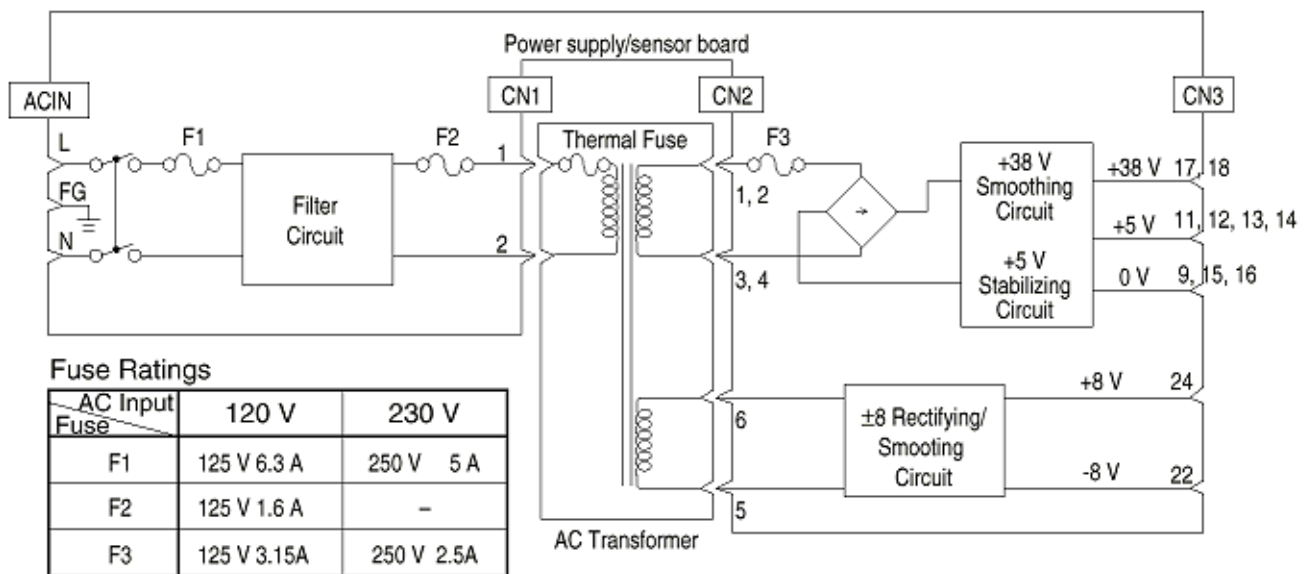 Power supply/sensor board
ACIN
CN1
CN2
CN3
L
F1
F2
1
Thermal Fuse
F3
FG
N
Filter
Circuit
2
1, 2
3, 4
+38 V
Smoothing
Circuit
+5 V
Stabilizing
Circuit
+38 V 17, 18
+5 V 11, 12, 13, 14
0 V 9, 15, 16
6
5
±8 Rectifying/
Smooting
Circuit
+8 V 24
-8 V 22
AC Transformer
Fuse Ratings
AC Input
Fuse
120 V 230 V
F1 125 V 6.3 A 250 V 5 A
F2 125 V 1.6 A –
F3 125 V 3.15A 250 V 2.5A